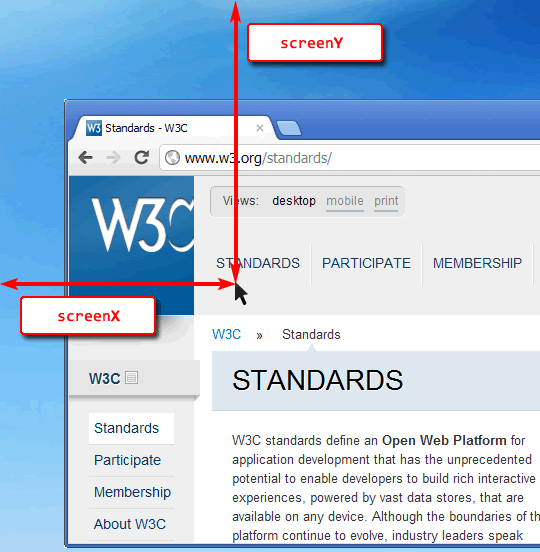 screenY
W3 Standards - W3C
www.w3.org/standards/
W3C
Views: desktop mobile print
STANDARDS PARTICIPATE MEMBERSHIP
screenX
W3C » Standards
W3C
STANDARDS
Standards
Participate
Membership
About W3C
W3C standards define an Open Web Platform for
application development that has the unprecedented
potential to enable developers to build rich interactive
experiences, powered by vast data stores, that are
available on any device. Although the boundaries of th
platform continue to evolve, industry leaders speak